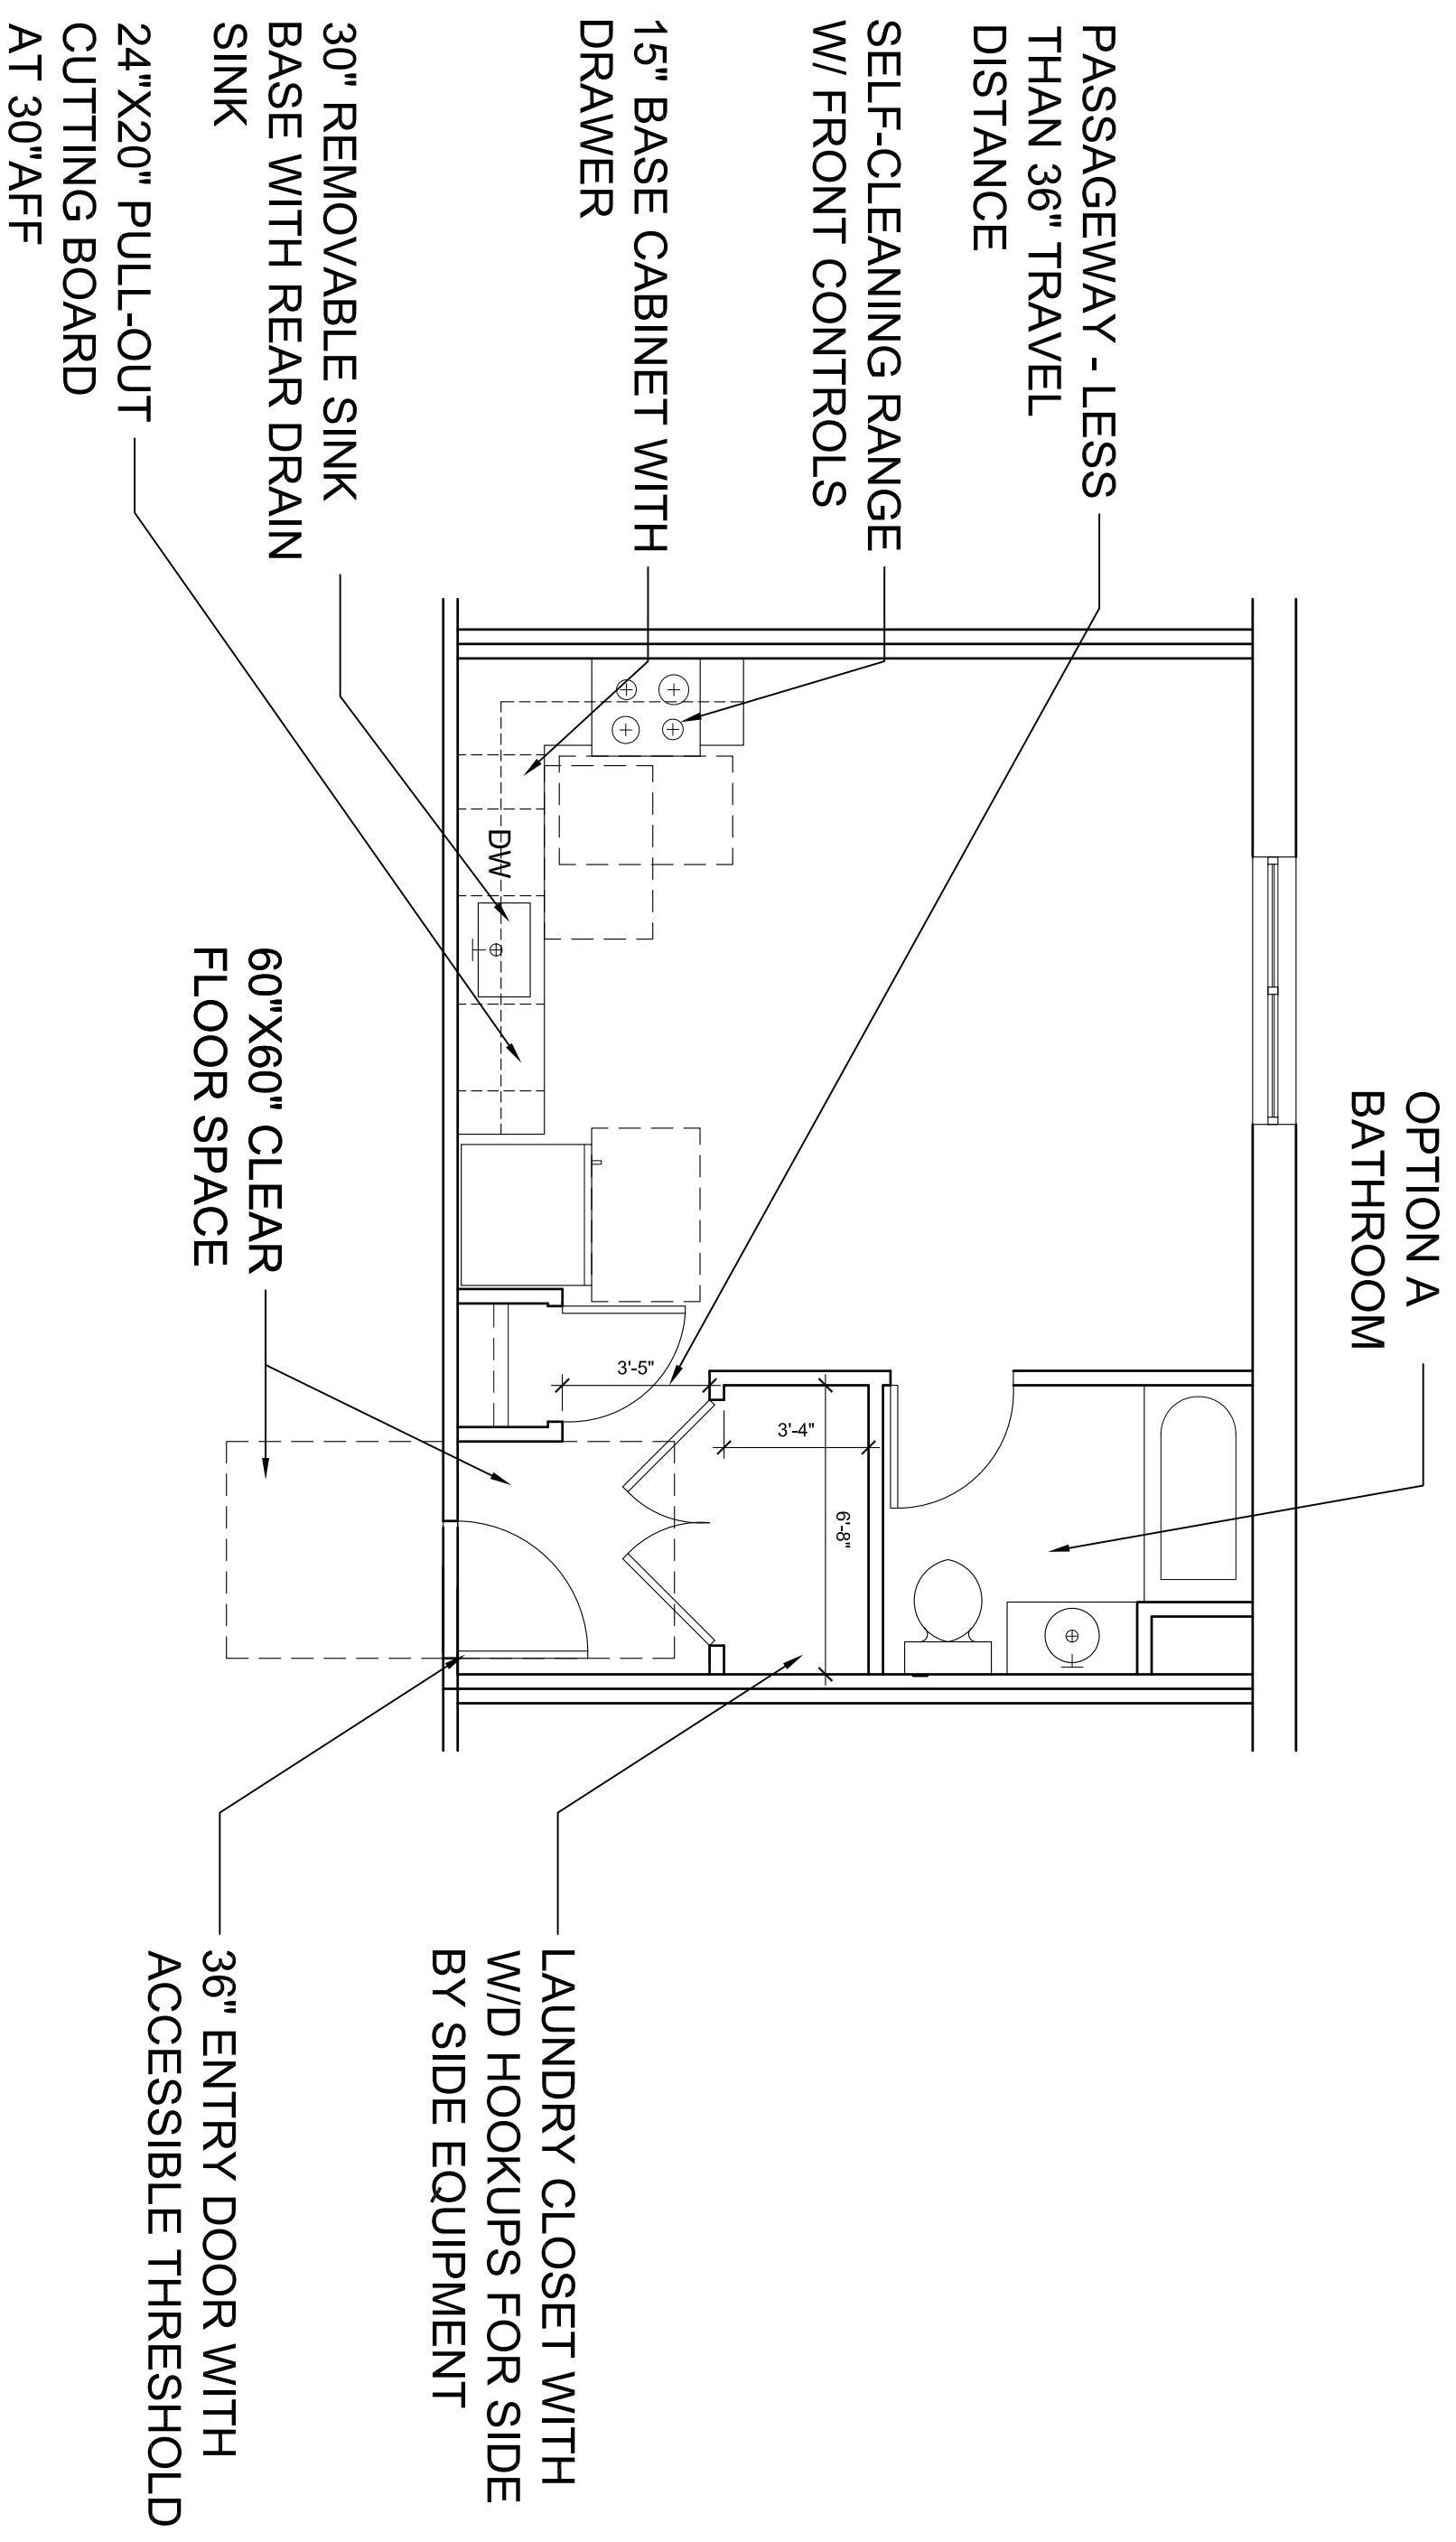 OPTION A
BATHROOM
PASSAGEWAY - LESS
THAN 36" TRAVEL
DISTANCE
SELF-CLEANING RANGE
W/ FRONT CONTROLS
15" BASE CABINET WITH
DRAWER
30" REMOVABLE SINK
BASE WITH REAR DRAIN
SINK
24"X20" PULL-OUT
CUTTING BOARD
AT 30"AFF
DW
60"X60" CLEAR
FLOOR SPACE
3'-5"
3'-4"
6'-8"
LAUNDRY CLOSET WITH
W/D HOOKUPS FOR SIDE
BY SIDE EQUIPMENT
36" ENTRY DOOR WITH
ACCESSIBLE THRESHOLD